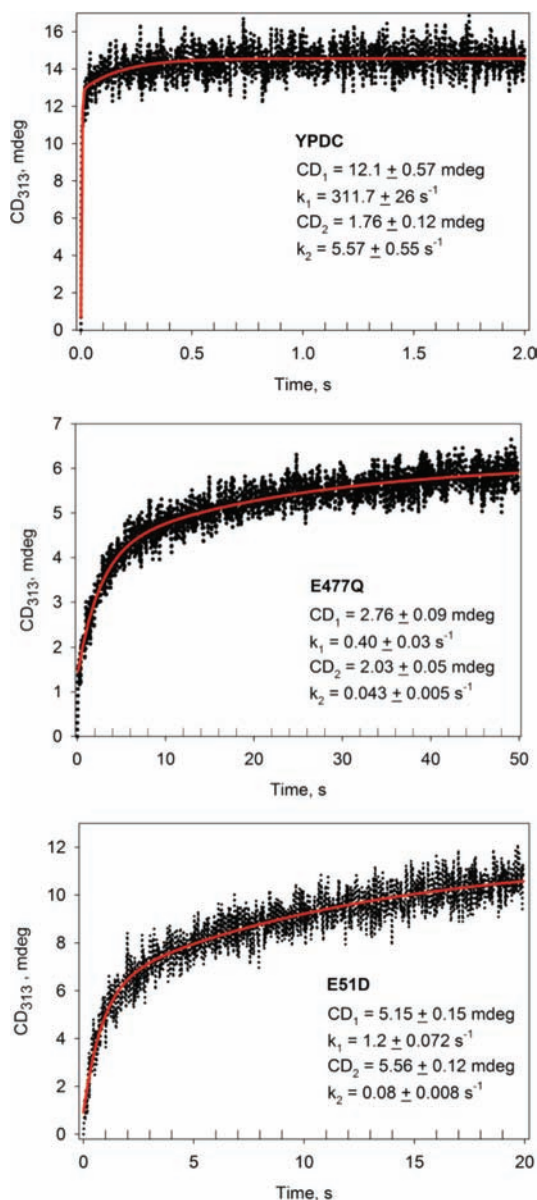 16
14
12
10
8
6
4
2
0
CD313, mdeg
YPDC
CD1 = 12.1 ± 0.57 mdeg
k1 = 311.7 ± 26 s-1
CD2 = 1.76 ± 0.12 mdeg
k2 = 5.57 ± 0.55 s-1
0.0 0.5 1.0 1.5 2.0
Time, s
7
6
5
4
3
2
1
0
CD313, mdeg
E477Q
CD1 = 2.76 ± 0.09 mdeg
k1 = 0.40 ± 0.03 s-1
CD2 = 2.03 ± 0.05 mdeg
k2 = 0.043 ± 0.005 s-1
0 10 20 30 40 50
Time, s
12
10
8
6
4
2
0
CD313, mdeg
E51D
CD1 = 5.15 ± 0.15 mdeg
k1 = 1.2 ± 0.072 s-1
CD2 = 5.56 ± 0.12 mdeg
k2 = 0.08 ± 0.008 s-1
0 5 10 15 20
Time, s